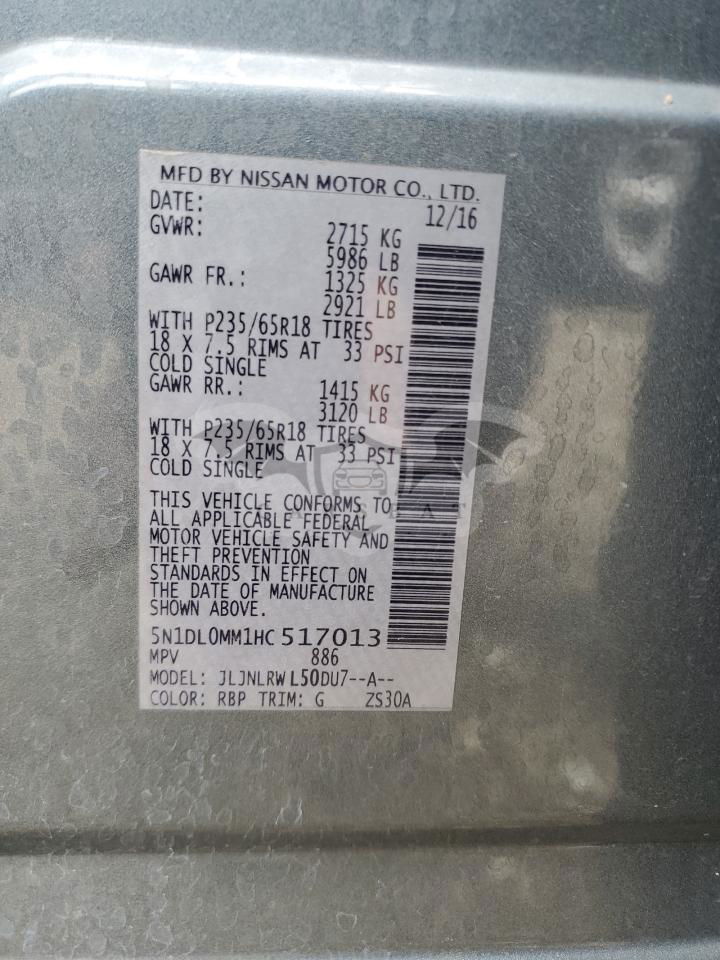 MFD BY NISSAN MOTOR CO., LTD.
DATE: 12/16
GVWR: 2715 KG
5986 LB
GAWR FR.: 1325 KG
2921 LB
WITH P235/65R18 TIRES
18 X 7.5 RIMS AT 33 PSI
COLD SINGLE
GAWR RR.: 1415 KG
3120 LB
WITH P235/65R18 TIRES
18 X 7.5 RIMS AT 33 PSI
COLD SINGLE
THIS VEHICLE CONFORMS TO
ALL APPLICABLE FEDERAL
MOTOR VEHICLE SAFETY AND
THEFT PREVENTION
STANDARDS IN EFFECT ON
THE DATE OF MANUFACTURE
SHOWN ABOVE.
5N1DL0MM1HC 517013
MPV 886
MODEL: JLJNLRW L50DU7--A--
COLOR: RBP TRIM: G ZS30A